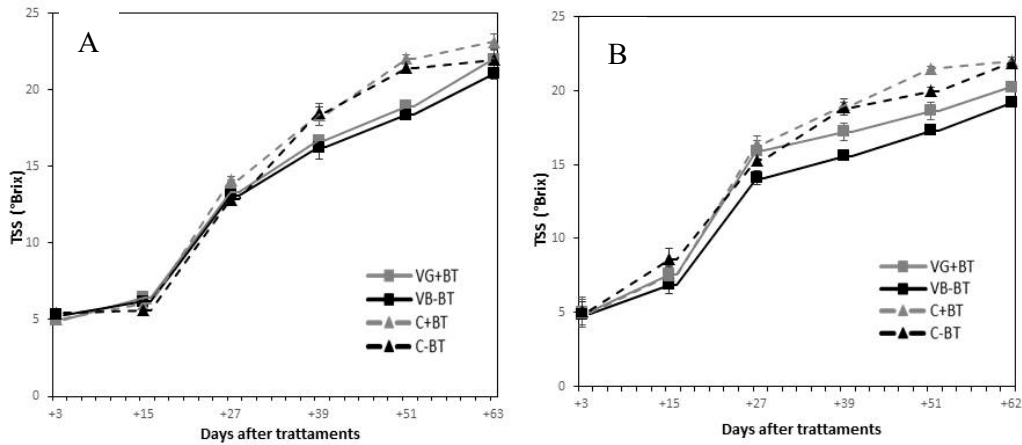 A
25
20
15
10
5
0
TSS (°Brix)
VG+BT
VB-BT
C+BT
C-BT
+3 +15 +27 +39 +51 +63
Days after trattaments
B
25
20
15
10
5
0
TSS (°Brix)
VG+BT
VB-BT
C+BT
C-BT
+3 +15 +27 +39 +51 +62
Days after trattaments